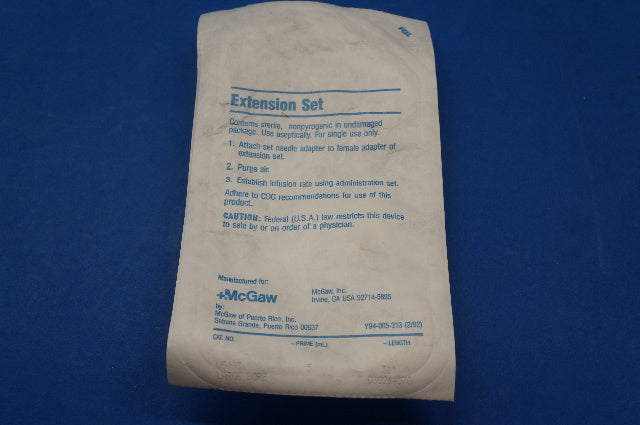 PEEL
Extension Set
Contents sterile, nonpyrogenic in undamaged
package. Use aseptically. For single use only.
1. Attach set needle adapter to female adapter of
extension set.
2. Purge air.
3. Establish infusion rate using administration set.
Adhere to CDC recommendations for use of this
product.
CAUTION: Federal (U.S.A.) law restricts this device
to sale by or on order of a physician.
Manufactured for:
McGaw
McGaw, Inc.
Irvine, CA USA 92714-5895
by:
McGaw of Puerto Rico, Inc.
Sabana Grande, Puerto Rico 00637
Y94-005-313 (2/92)
CAT. NO. ~PRIME (mL) ~LENGTH
5 31"